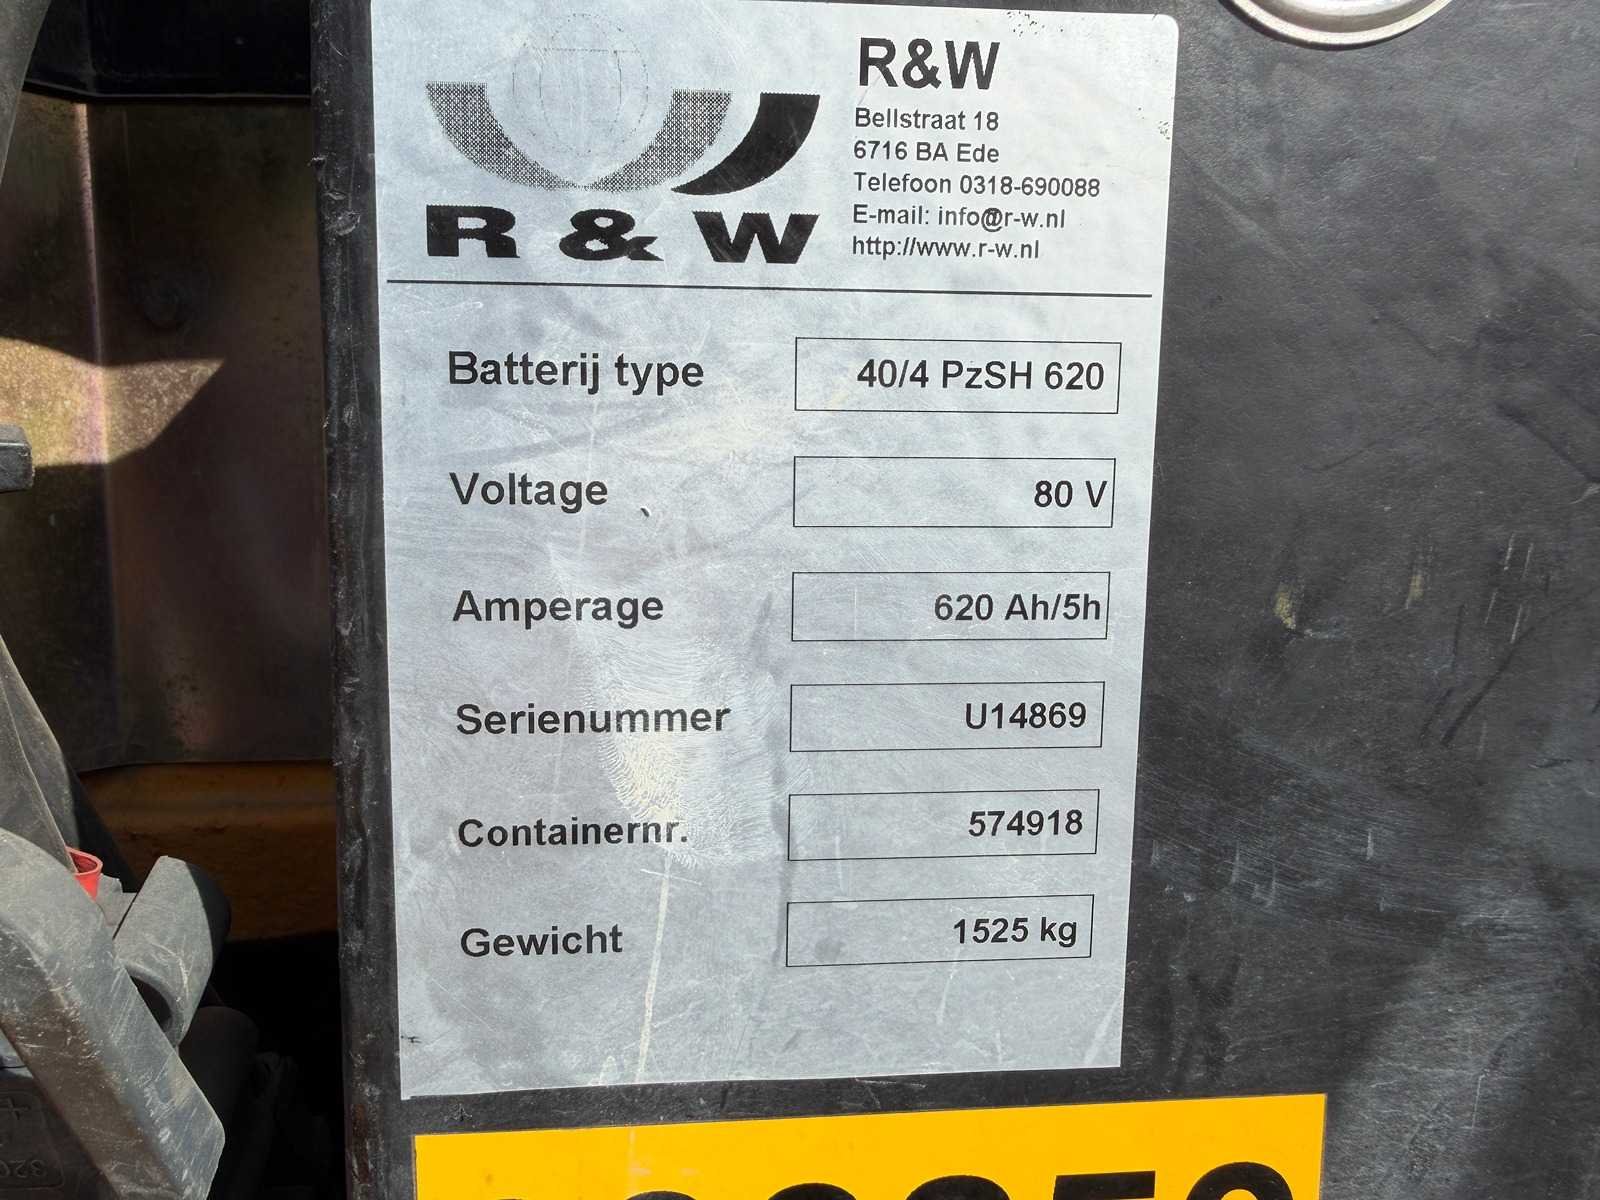 R&W
Bellstraat 18
6716 BA Ede
Telefoon 0318-690088
E-mail: info@r-w.nl
http://www.r-w.nl
R & W
Batterij type 40/4 PzSH 620
Voltage 80 V
Amperage 620 Ah/5h
Serienummer U14869
Containernr. 574918
Gewicht 1525 kg